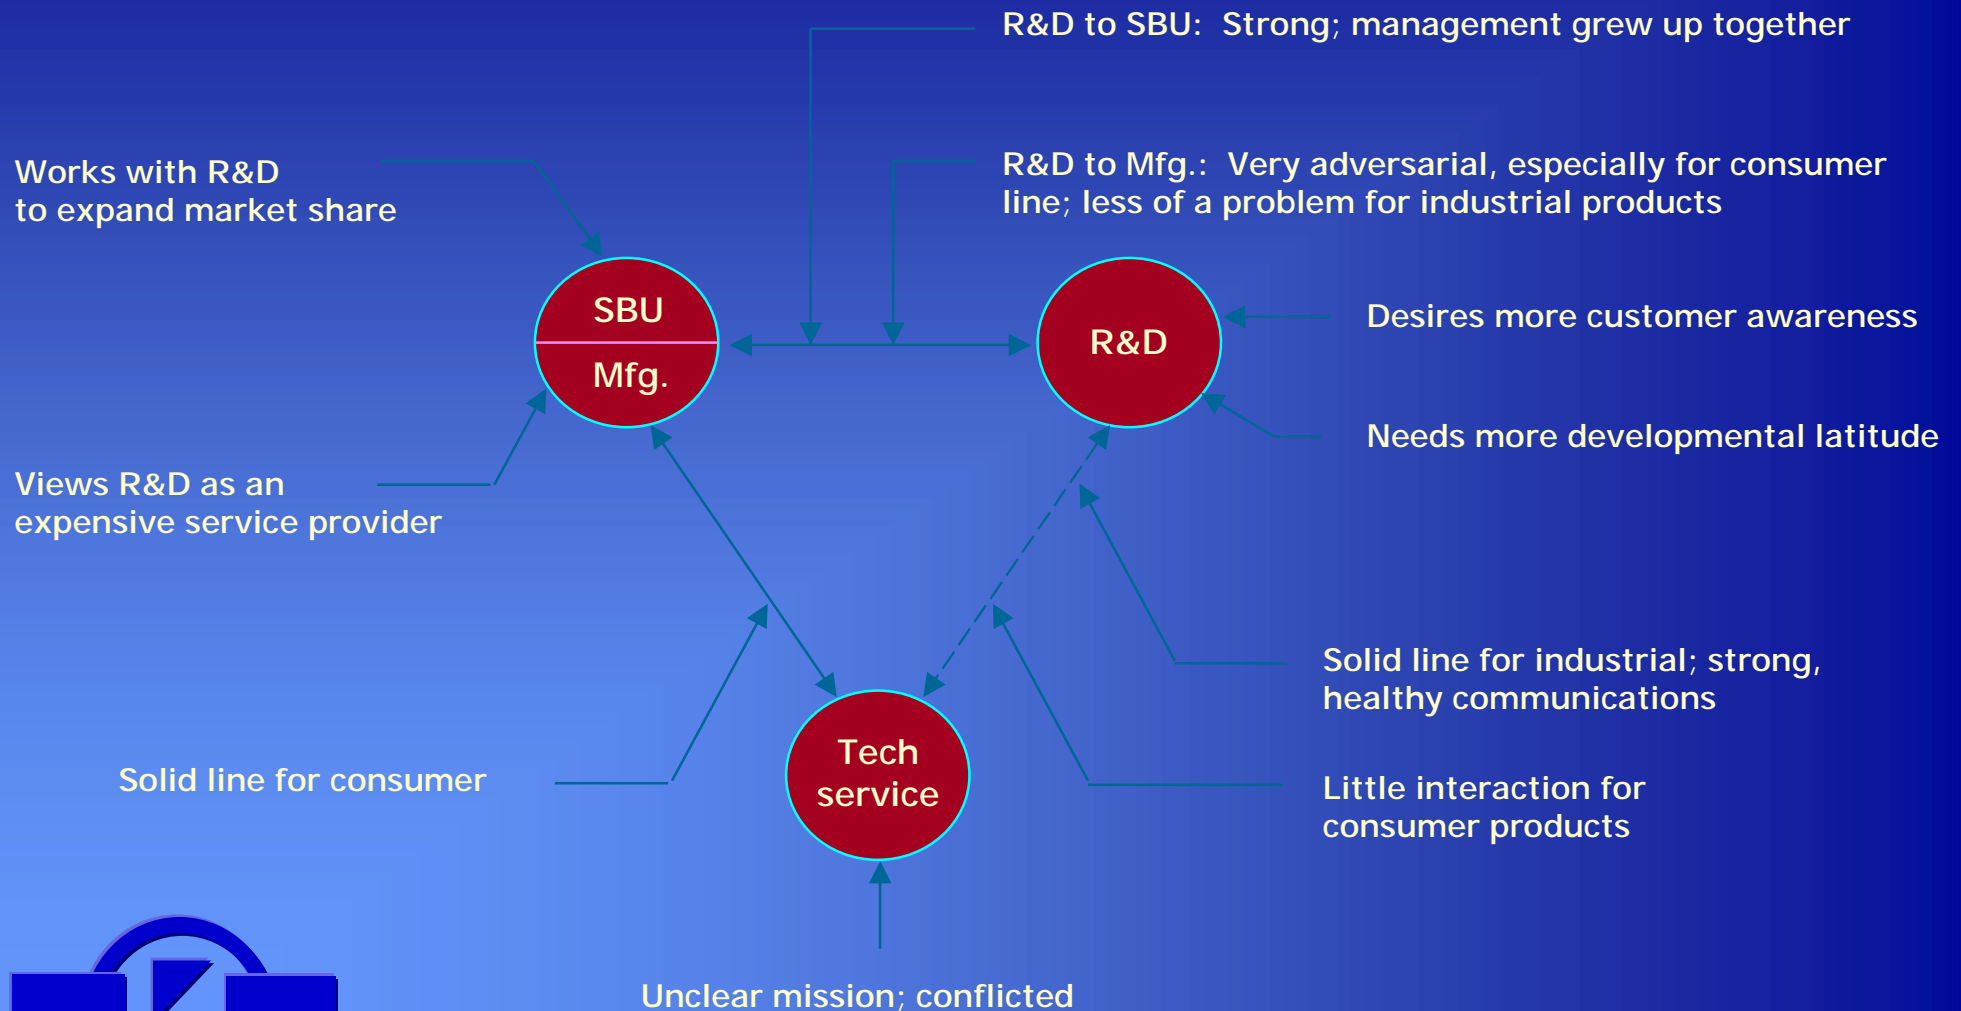 R&D to SBU:  Strong; management grew up together
Works with R&D
to expand market share
R&D to Mfg.:  Very adversarial, especially for consumer
line; less of a problem for industrial products
SBU
Mfg.
R&D
Desires more customer awareness
Needs more developmental latitude
Views R&D as an
expensive service provider
Solid line for industrial; strong,
healthy communications
Tech
service
Solid line for consumer
Little interaction for
consumer products
Unclear mission; conflicted